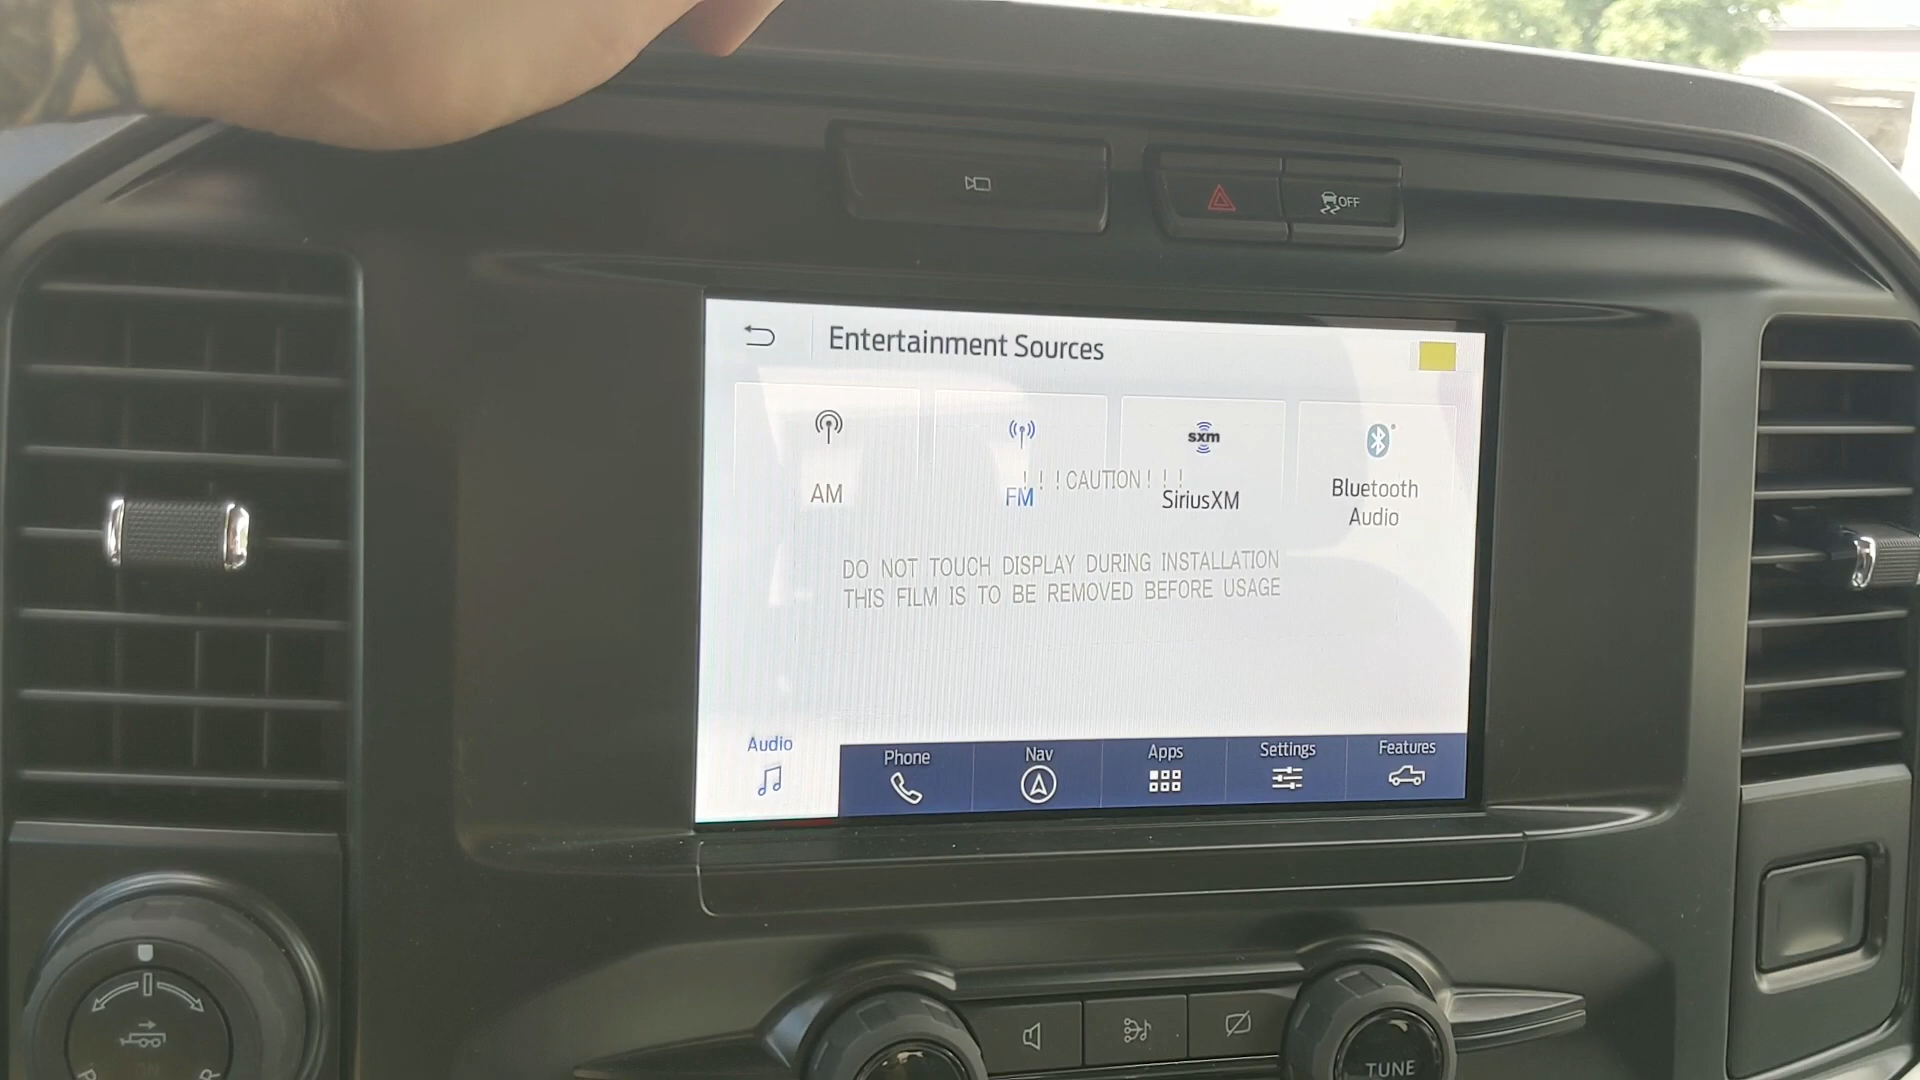 OFF
Entertainment Sources
AM
FM
sxm
SiriusXM
Bluetooth
Audio
! ! ! CAUTION ! ! !
DO NOT TOUCH DISPLAY DURING INSTALLATION
THIS FILM IS TO BE REMOVED BEFORE USAGE
Audio
Phone
Nav
Apps
Settings
Features
TUNE